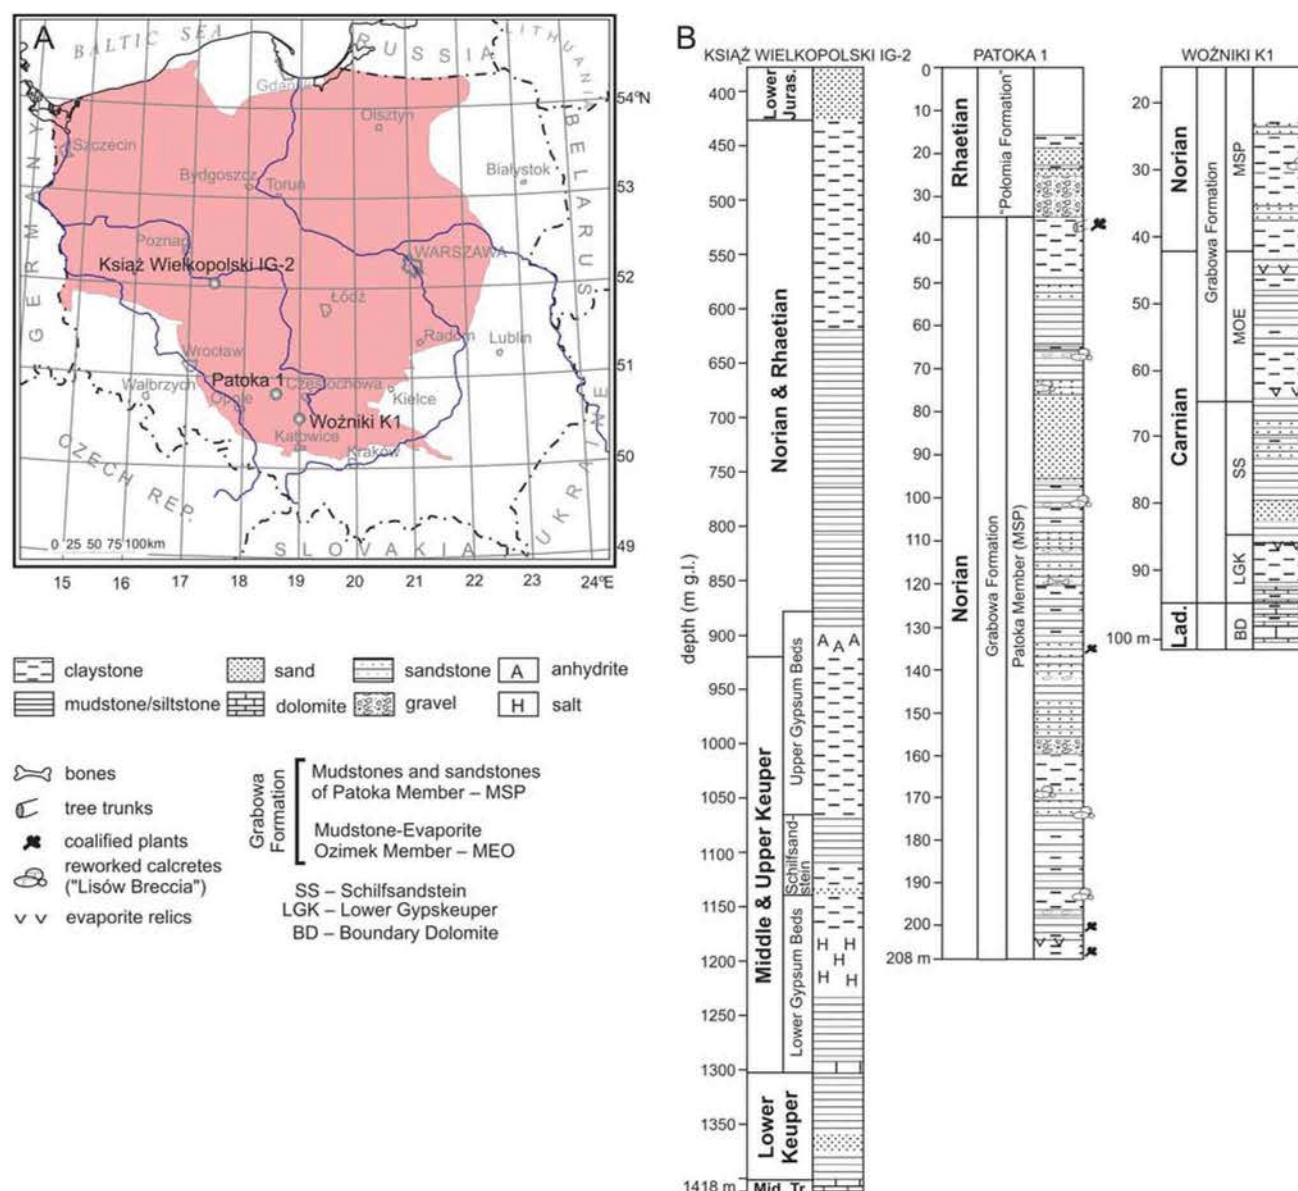 A
BALTIC SEA
RUSSIA
LITHUANIA
BELARUS
UKRAINE
SLOVAKIA
CZECH REP.
GERMANY
Gdańsk
Olsztyn
Szczecin
Białystok
Bydgoszcz
Toruń
Poznań
WARSZAWA
Książ Wielkopolski IG-2
Łódź
Radom
Lublin
Wrocław
Patoka 1
Częstochowa
Wałbrzych
Opole
Kielce
Woźniki K1
Katowice
Kraków
54°N
53
52
51
50
49
0 25 50 75 100km
15 16 17 18 19 20 21 22 23 24°E
claystone
sand
sandstone
A anhydrite
mudstone/siltstone
dolomite
gravel
H salt
bones
tree trunks
coalified plants
reworked calcretes
("Lisów Breccia")
evaporite relics
Grabowa
Formation
Mudstones and sandstones
of Patoka Member – MSP
Mudstone-Evaporite
Ozimek Member – MEO
SS – Schilfsandstein
LGK – Lower Gypskeuper
BD – Boundary Dolomite
B
KSIĄŻ WIELKOPOLSKI IG-2
depth (m g.l.)
400
450
500
550
600
650
700
750
800
850
900
950
1000
1050
1100
1150
1200
1250
1300
1350
1418 m
Lower
Juras.
Norian & Rhaetian
Middle & Upper Keuper
Lower
Keuper
Mid. Tr.
Upper Gypsum Beds
Schilfsand-
stein
Lower Gypsum Beds
A A
A
H H
H
H H
PATOKA 1
0
10
20
30
40
50
60
70
80
90
100
110
120
130
140
150
160
170
180
190
200
208 m
Rhaetian
Norian
"Połomia Formation"
Grabowa Formation
Patoka Member (MSP)
WOŹNIKI K1
20
30
40
50
60
70
80
90
100 m
Norian
Carnian
Lad.
Grabowa Formation
MSP
MOE
SS
LGK
BD